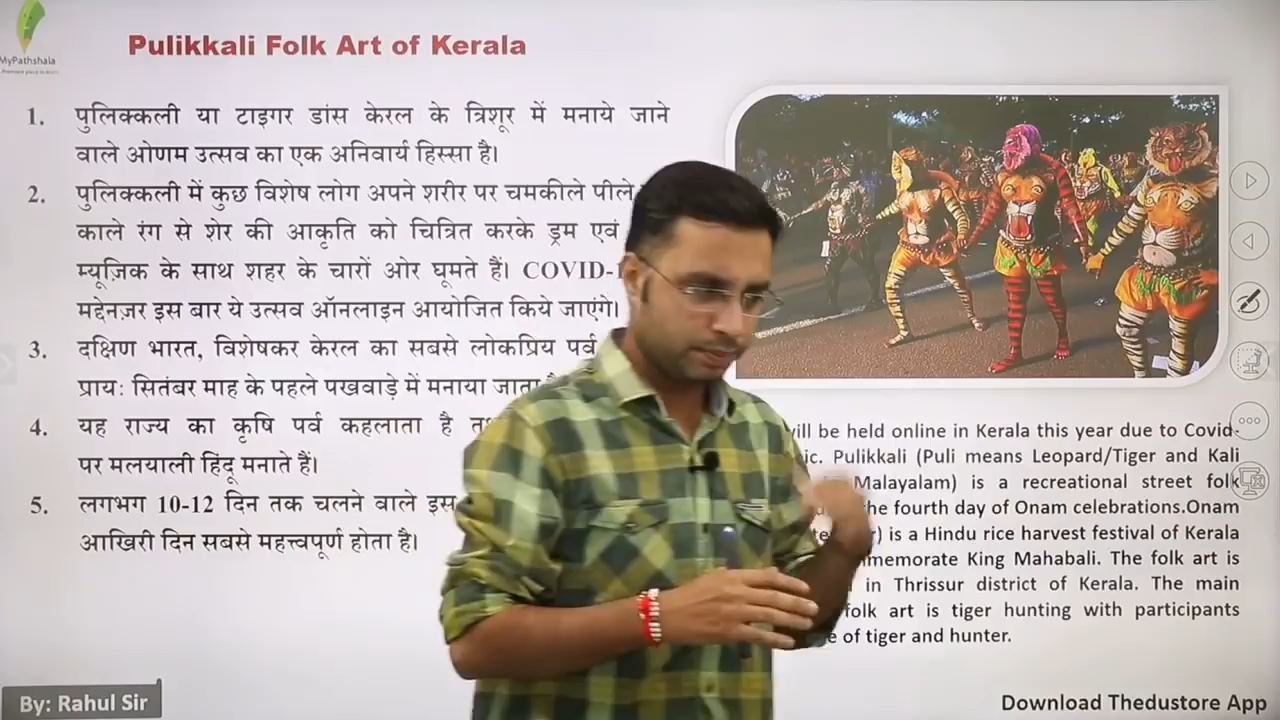 MyPathshala
Pulikkali Folk Art of Kerala
1. पुलिक्कली या टाइगर डांस केरल के त्रिशूर में मनाये जाने
वाले ओणम उत्सव का एक अनिवार्य हिस्सा है।
2. पुलिक्कली में कुछ विशेष लोग अपने शरीर पर चमकीले पीले
काले रंग से शेर की आकृति को चित्रित करके ड्रम एवं
म्यूज़िक के साथ शहर के चारों ओर घूमते हैं। COVID-
मद्देनज़र इस बार ये उत्सव ऑनलाइन आयोजित किये जाएंगे।
3. दक्षिण भारत, विशेषकर केरल का सबसे लोकप्रिय पर्व
प्रायः सितंबर माह के पहले पखवाड़े में मनाया जाता
4. यह राज्य का कृषि पर्व कहलाता है
पर मलयाली हिंदू मनाते हैं।
5. लगभग 10-12 दिन तक चलने वाले इस
आखिरी दिन सबसे महत्त्वपूर्ण होता है।
will be held online in Kerala this year due to Covid-
Pulikkali (Puli means Leopard/Tiger and Kali
Malayalam) is a recreational street folk
the fourth day of Onam celebrations.Onam
is a Hindu rice harvest festival of Kerala
King Mahabali. The folk art is
in Thrissur district of Kerala. The main
folk art is tiger hunting with participants
of tiger and hunter.
By: Rahul Sir
Download Thedustore App